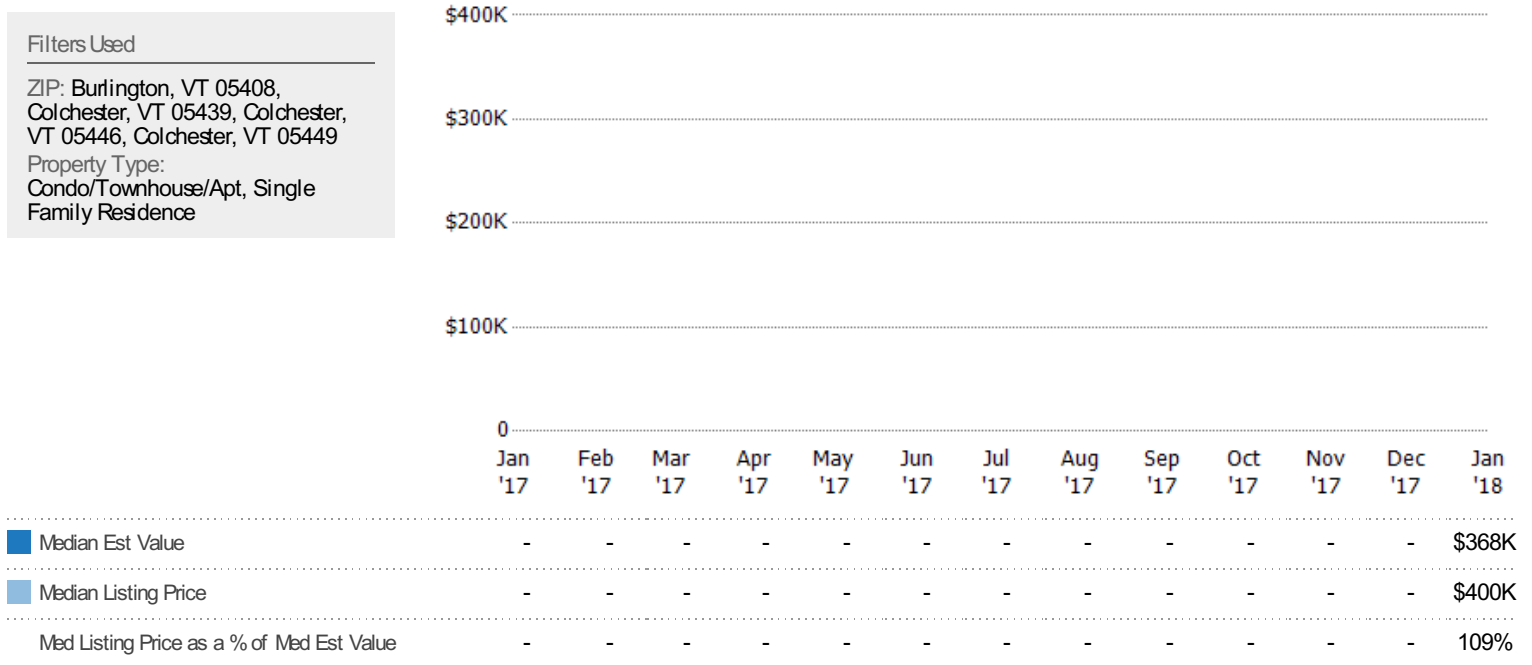 Filters Used
ZIP: Burlington, VT 05408,
Colchester, VT 05439, Colchester,
VT 05446, Colchester, VT 05449
Property Type:
Condo/Townhouse/Apt, Single
Family Residence
$400K
$300K
$200K
$100K
0
Jan Feb Mar Apr May Jun Jul Aug Sep Oct Nov Dec Jan
'17 '17 '17 '17 '17 '17 '17 '17 '17 '17 '17 '17 '18
Median Est Value - - - - - - - - - - - - $368K
Median Listing Price - - - - - - - - - - - - $400K
Med Listing Price as a % of Med Est Value - - - - - - - - - - - - 109%